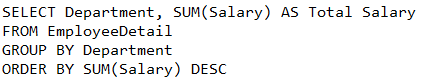 SELECT Department, SUM(Salary) AS Total Salary
FROM EmployeeDetail
GROUP BY Department
ORDER BY SUM(Salary) DESC